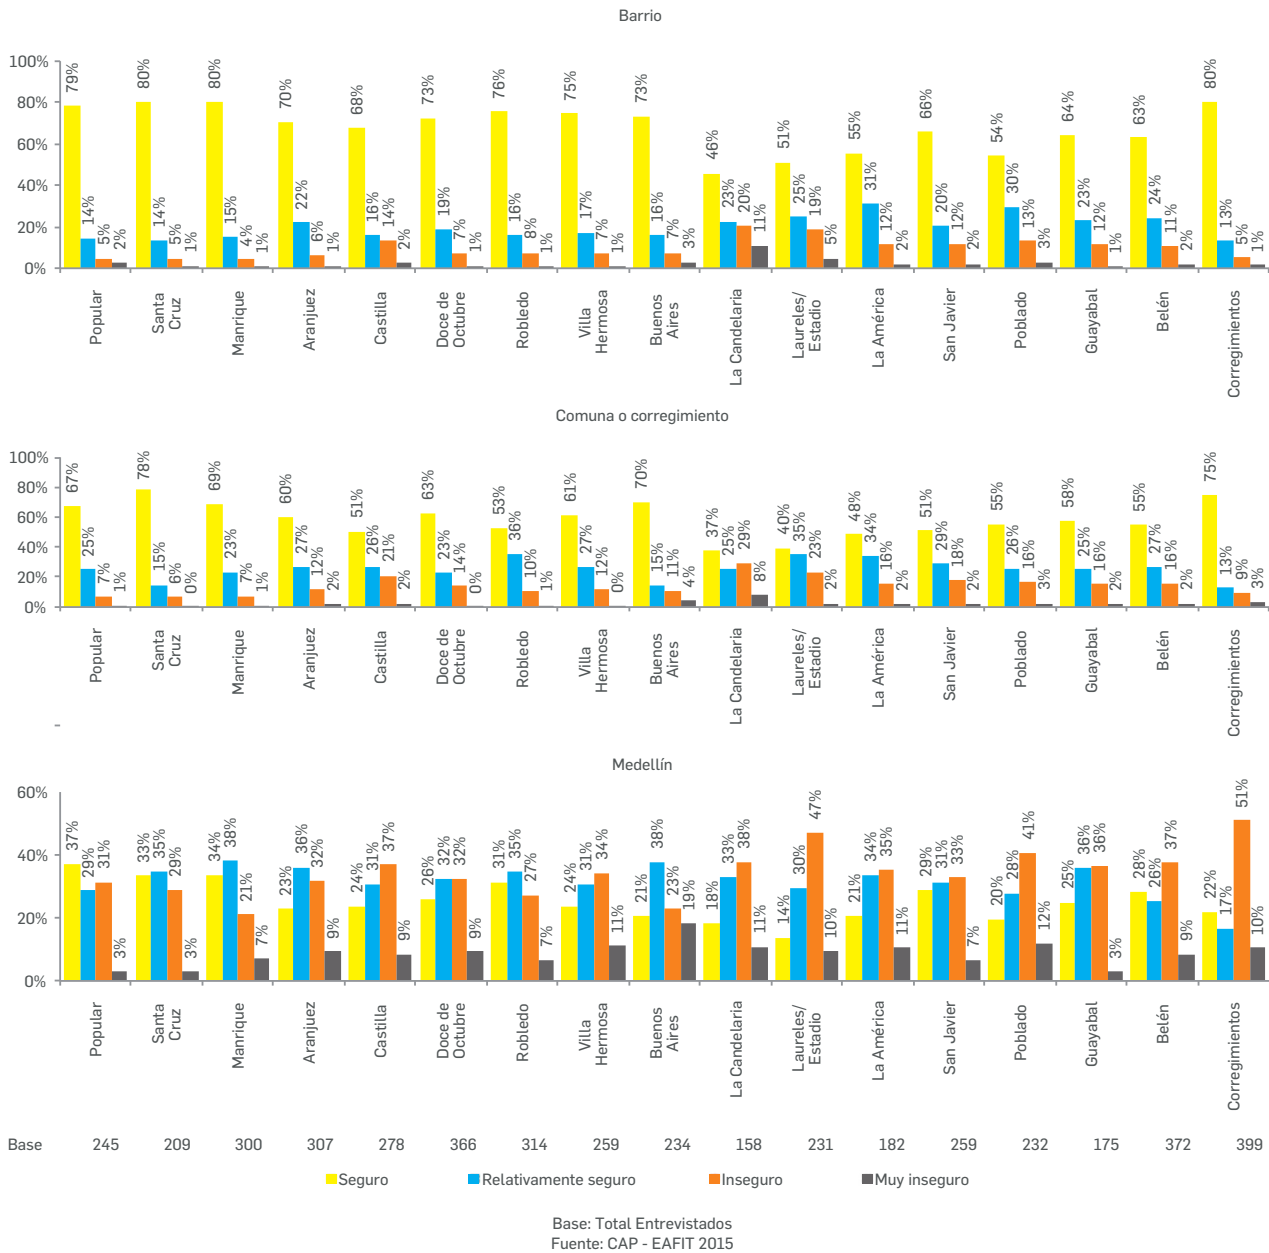 Barrio
100%
80%
60%
40%
20%
0%
79% 14% 5% 2%
80% 14% 5% 1%
80% 15% 4% 1%
70% 22% 6% 1%
68% 16% 14% 2%
73% 19% 7% 1%
76% 16% 8% 1%
75% 17% 7% 1%
73% 16% 7% 3%
46% 23% 20% 11%
51% 25% 19% 5%
55% 31% 12% 2%
66% 20% 12% 2%
54% 30% 13% 3%
64% 23% 12% 1%
63% 24% 11% 2%
80% 13% 5% 1%
Popular
Santa
Cruz
Manrique
Aranjuez
Castilla
Doce de
Octubre
Robledo
Villa
Hermosa
Buenos
Aires
La Candelaria
Laureles/
Estadio
La América
San Javier
Poblado
Guayabal
Belén
Corregimientos
Comuna o corregimiento
100%
80%
60%
40%
20%
0%
67% 25% 7% 1%
78% 15% 6% 0%
69% 23% 7% 1%
60% 27% 12% 2%
51% 26% 21% 2%
63% 23% 14% 0%
53% 36% 10% 1%
61% 27% 12% 0%
70% 15% 11% 4%
37% 25% 29% 8%
40% 35% 23% 2%
48% 34% 16% 2%
51% 29% 18% 2%
55% 26% 16% 3%
58% 25% 16% 2%
55% 27% 16% 2%
75% 13% 9% 3%
Popular
Santa
Cruz
Manrique
Aranjuez
Castilla
Doce de
Octubre
Robledo
Villa
Hermosa
Buenos
Aires
La Candelaria
Laureles/
Estadio
La América
San Javier
Poblado
Guayabal
Belén
Corregimientos
Medellín
60%
40%
20%
0%
37% 29% 31% 3%
33% 35% 29% 3%
34% 38% 21% 7%
23% 36% 32% 9%
24% 31% 37% 9%
26% 32% 32% 9%
31% 35% 27% 7%
24% 31% 34% 11%
21% 38% 23% 19%
18% 33% 38% 11%
14% 30% 47% 10%
21% 34% 35% 11%
29% 31% 33% 7%
20% 28% 41% 12%
25% 36% 36% 3%
28% 26% 37% 9%
22% 17% 51% 10%
Popular
Santa
Cruz
Manrique
Aranjuez
Castilla
Doce de
Octubre
Robledo
Villa
Hermosa
Buenos
Aires
La Candelaria
Laureles/
Estadio
La América
San Javier
Poblado
Guayabal
Belén
Corregimientos
Base 245 209 300 307 278 366 314 259 234 158 231 182 259 232 175 372 399
Seguro Relativamente seguro Inseguro Muy inseguro
Base: Total Entrevistados
Fuente: CAP - EAFIT 2015